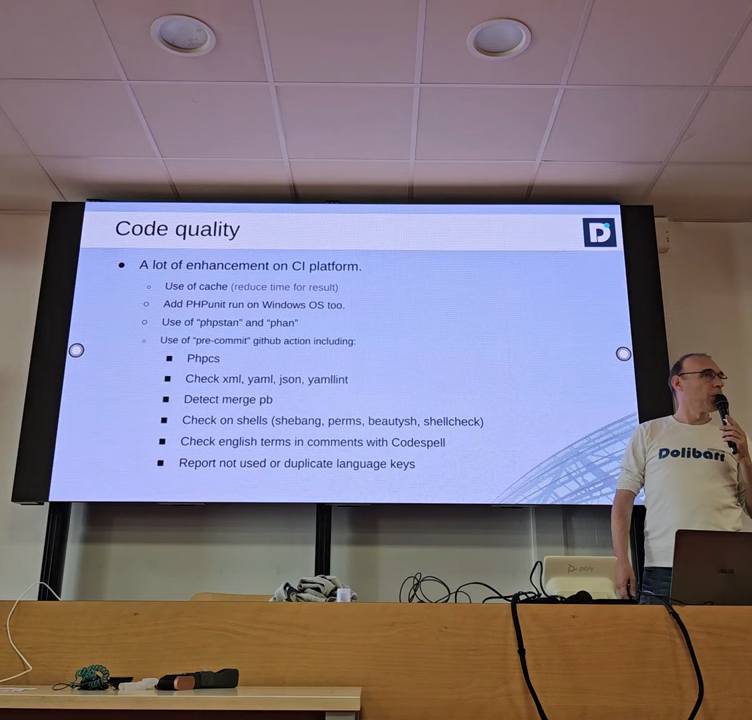 Code quality
D
A lot of enhancement on CI platform.
Use of cache (reduce time for result)
Add PHPunit run on Windows OS too.
Use of “phpstan” and “phan”
Use of “pre-commit” github action including:
Phpcs
Check xml, yaml, json, yamllint
Detect merge pb
Check on shells (shebang, perms, beautysh, shellcheck)
Check english terms in comments with Codespell
Report not used or duplicate language keys
Dolibarr
ASUS